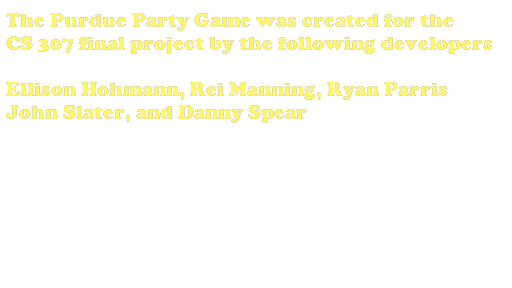 The Purdue Party Game was created for the
CS 307 final project by the following developers
Ellison Hohmann, Rei Manning, Ryan Parris
John Slater, and Danny Spear